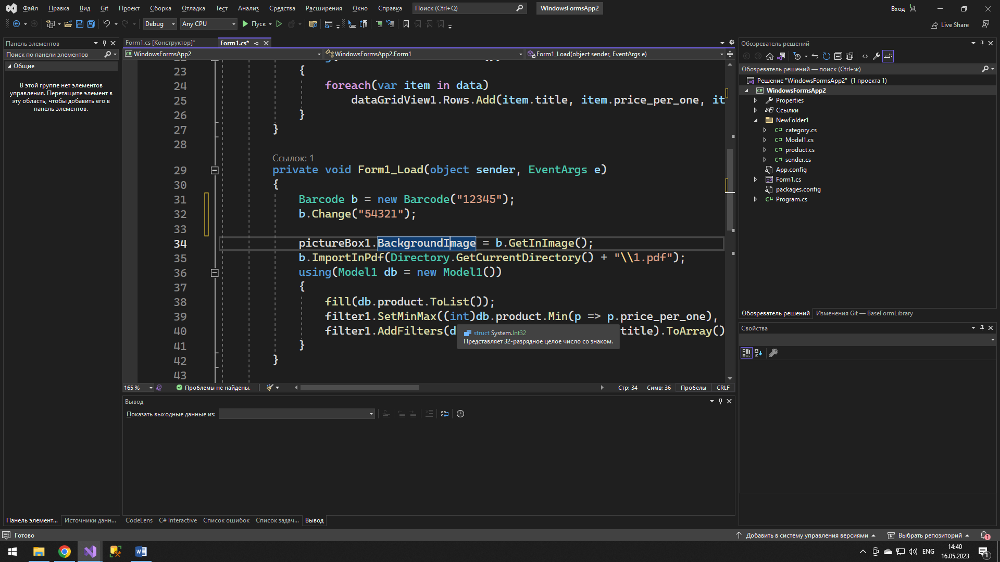 Файл Правка Вид Git Проект Сборка Отладка Тест Анализ Средства Расширения Окно Справка Поиск (Ctrl+Q) WindowsFormsApp2 Вход
Debug Any CPU Пуск Live Share
Панель элементов
Поиск по панели элементов
Общие
В этой группе нет элементов
управления. Перетащите элемент в
эту область, чтобы добавить его в
панель элементов.
Form1.cs [Конструктор]* Form1.cs*
WindowsFormsApp2 WindowsFormsApp2.Form1 Form1_Load(object sender, EventArgs e)
23 {
24 foreach(var item in data)
25 dataGridView1.Rows.Add(item.title, item.price_per_one, it
26 }
27 }
28
Ссылок: 1
29 private void Form1_Load(object sender, EventArgs e)
30 {
31 Barcode b = new Barcode("12345");
32 b.Change("54321");
33
34 pictureBox1.BackgroundImage = b.GetInImage();
35 b.ImportInPdf(Directory.GetCurrentDirectory() + "\\1.pdf");
36 using(Model1 db = new Model1())
37 {
38 fill(db.product.ToList());
39 filter1.SetMinMax((int)db.product.Min(p => p.price_per_one),
40 filter1.AddFilters(d title).ToArray()
struct System.Int32
Представляет 32-разрядное целое число со знаком.
41 }
42 }
43
165 % Проблемы не найдены. Стр: 34 Симв: 36 Пробелы CRLF
Вывод
Показать выходные данные из:
Панель элемент... Источники данн... CodeLens C# Interactive Список ошибок Список задач... Вывод
Обозреватель решений
Обозреватель решений — поиск (Ctrl+ж)
Решение "WindowsFormsApp2" (1 проекта 1)
WindowsFormsApp2
Properties
Ссылки
NewFolder1
C# category.cs
C# Model1.cs
C# product.cs
C# sender.cs
App.config
Form1.cs
packages.config
C# Program.cs
Обозреватель решений Изменения Git — BaseFormLibrary
Свойства
Готово Добавить в систему управления версиями Выбрать репозиторий 1
ENG 14:40
16.05.2023 1